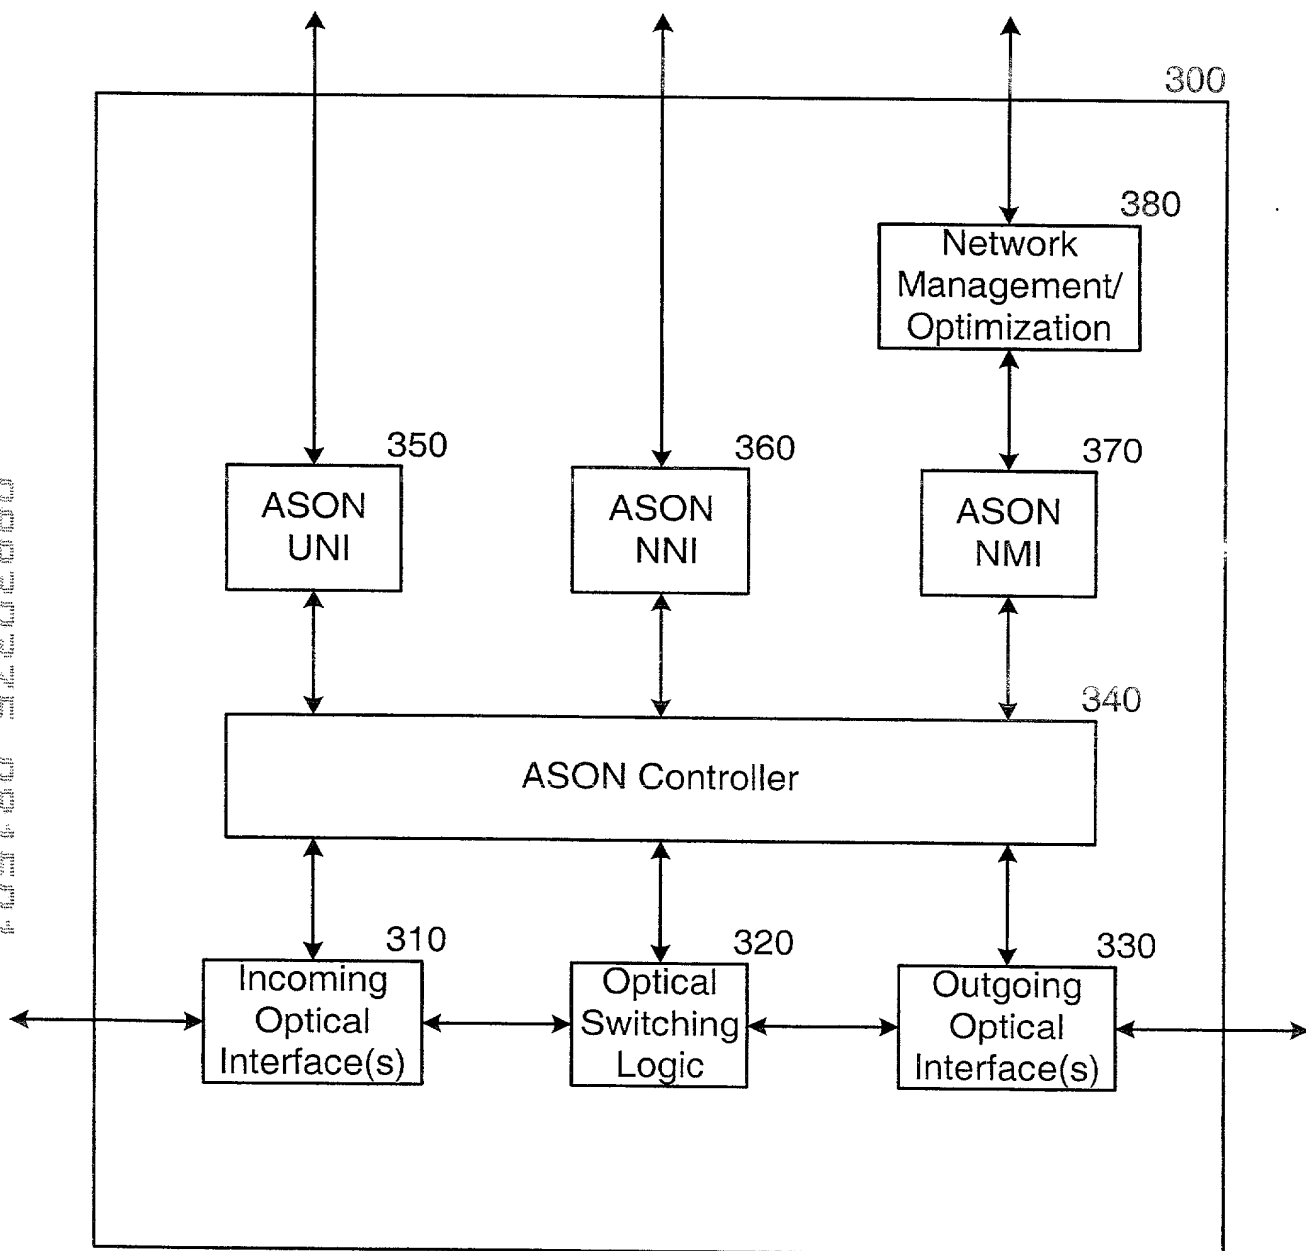 300
380
Network
Management/
Optimization
350
ASON
UNI
360
ASON
NNI
370
ASON
NMI
340
ASON Controller
310
Incoming
Optical
Interface(s)
320
Optical
Switching
Logic
330
Outgoing
Optical
Interface(s)